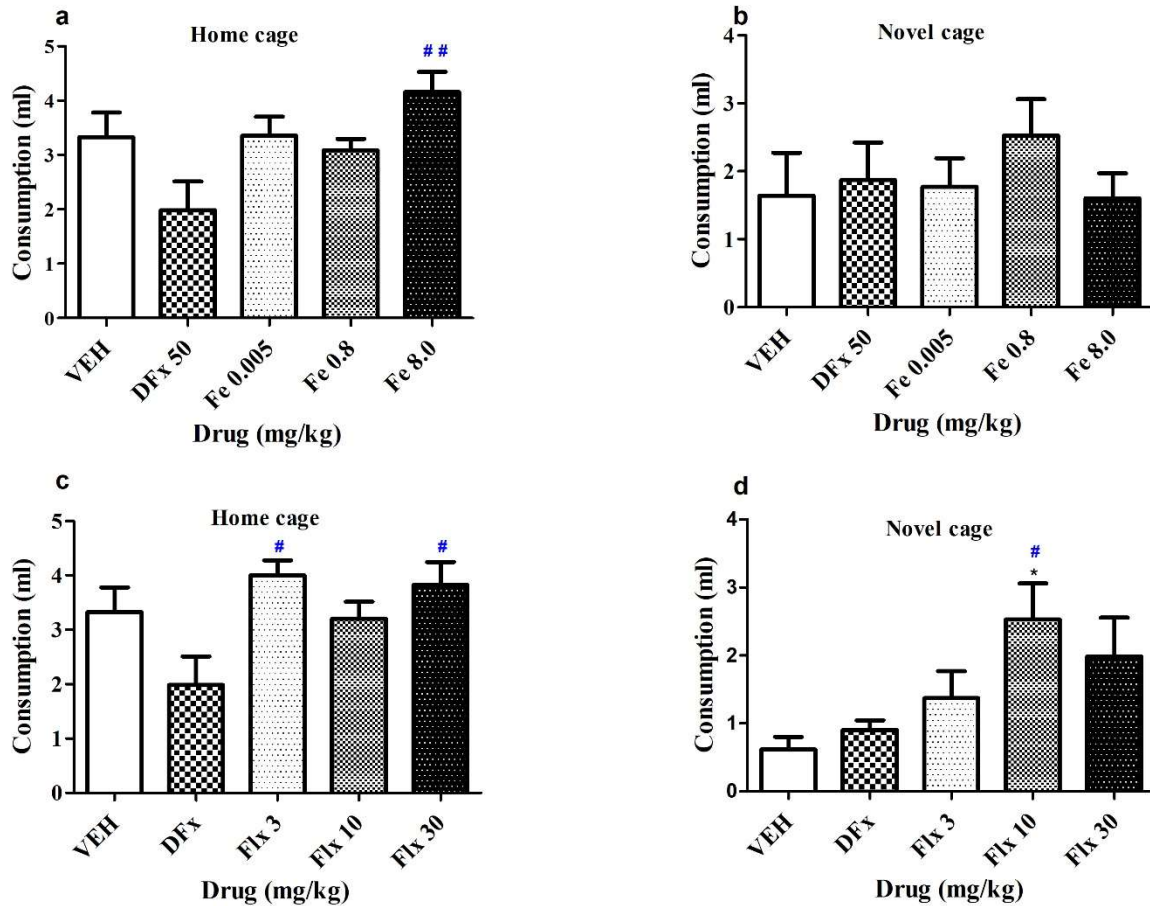 a
Home cage
# #
5
4
3
2
1
0
Consumption (ml)
VEH
DFx 50
Fe 0.005
Fe 0.8
Fe 8.0
Drug (mg/kg)
b
Novel cage
4
3
2
1
0
Consumption (ml)
VEH
DFx 50
Fe 0.005
Fe 0.8
Fe 8.0
Drug (mg/kg)
c
Home cage
# #
5
4
3
2
1
0
Consumption (ml)
VEH
DFx
Flx 3
Flx 10
Flx 30
Drug (mg/kg)
d
Novel cage
#
*
4
3
2
1
0
Consumption (ml)
VEH
DFx
Flx 3
Flx 10
Flx 30
Drug (mg/kg)